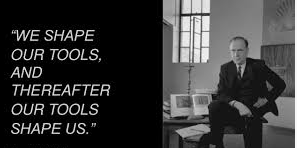 “WE SHAPE
OUR TOOLS,
AND
THEREAFTER
OUR TOOLS
SHAPE US.”